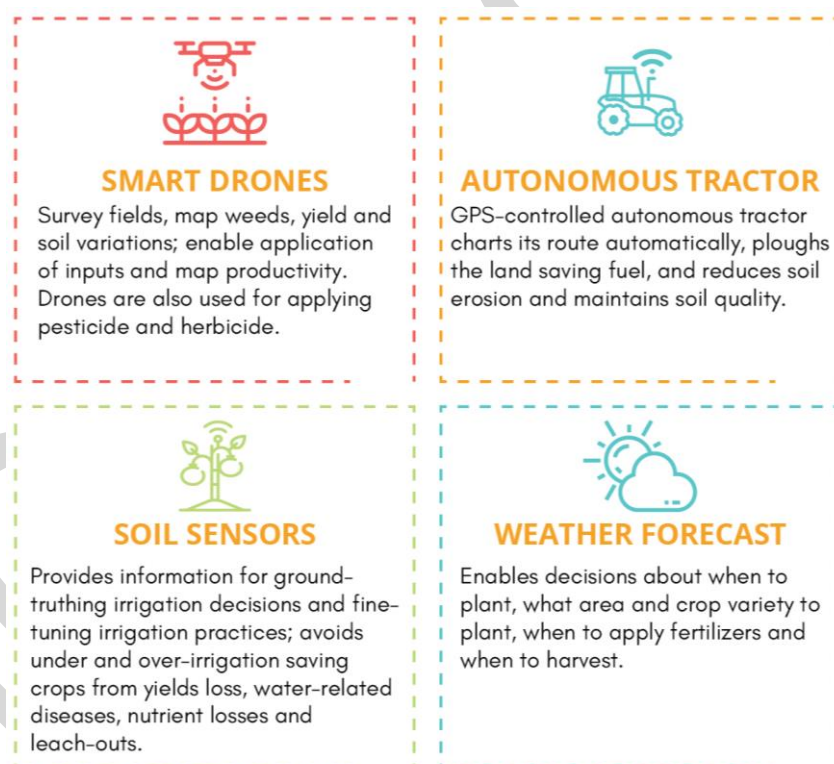 SMART DRONES
Survey fields, map weeds, yield and
soil variations; enable application
of inputs and map productivity.
Drones are also used for applying
pesticide and herbicide.
AUTONOMOUS TRACTOR
GPS-controlled autonomous tractor
charts its route automatically, ploughs
the land saving fuel, and reduces soil
erosion and maintains soil quality.
SOIL SENSORS
Provides information for ground-
truthing irrigation decisions and fine-
tuning irrigation practices; avoids
under and over-irrigation saving
crops from yields loss, water-related
diseases, nutrient losses and
leach-outs.
WEATHER FORECAST
Enables decisions about when to
plant, what area and crop variety to
plant, when to apply fertilizers and
when to harvest.